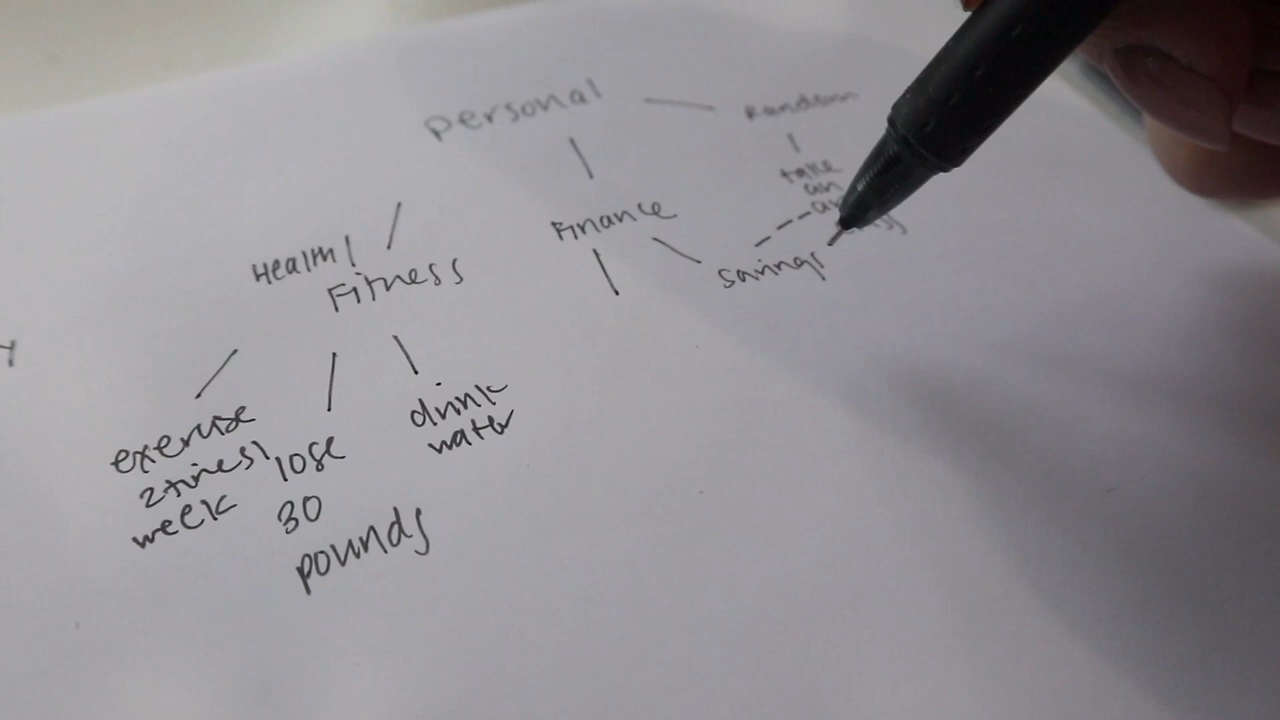 personal
Random
take
an
Finance
savings
Health/
Fitness
exercise
2 times/
week
lose
30
pounds
drink
water